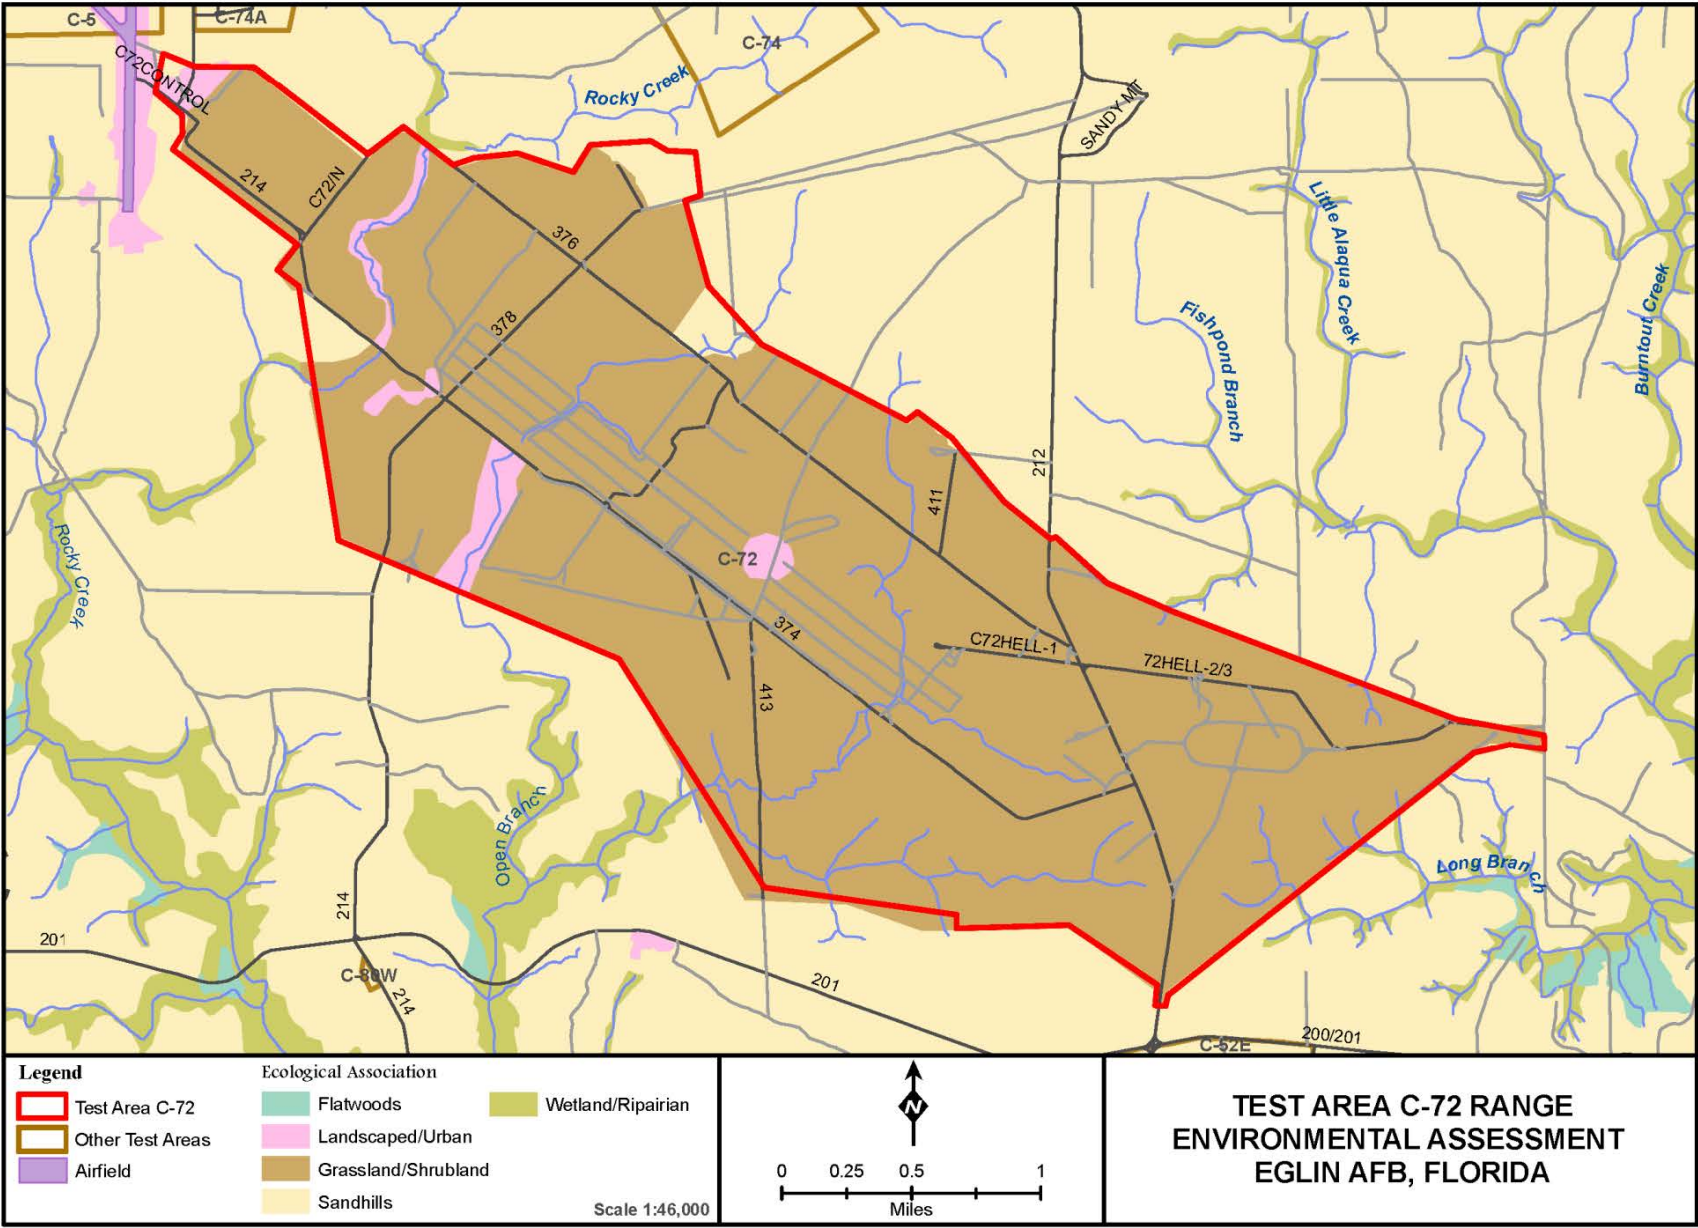 C-5
C-74A
C-74
C72CONTROL
Rocky Creek
SANDY MT
214
C72/N
Little Alaqua Creek
376
Burntout Creek
378
Fishpond Branch
212
411
Rocky Creek
C-72
374
C72HELL-1
72HELL-2/3
413
Open Branch
Long Branch
214
201
C-80W
214
201
200/201
C-52E
Legend
Test Area C-72
Other Test Areas
Airfield
Ecological Association
Flatwoods
Landscaped/Urban
Grassland/Shrubland
Sandhills
Wetland/Ripairian
Scale 1:46,000
N
0 0.25 0.5 1
Miles
TEST AREA C-72 RANGE
ENVIRONMENTAL ASSESSMENT
EGLIN AFB, FLORIDA